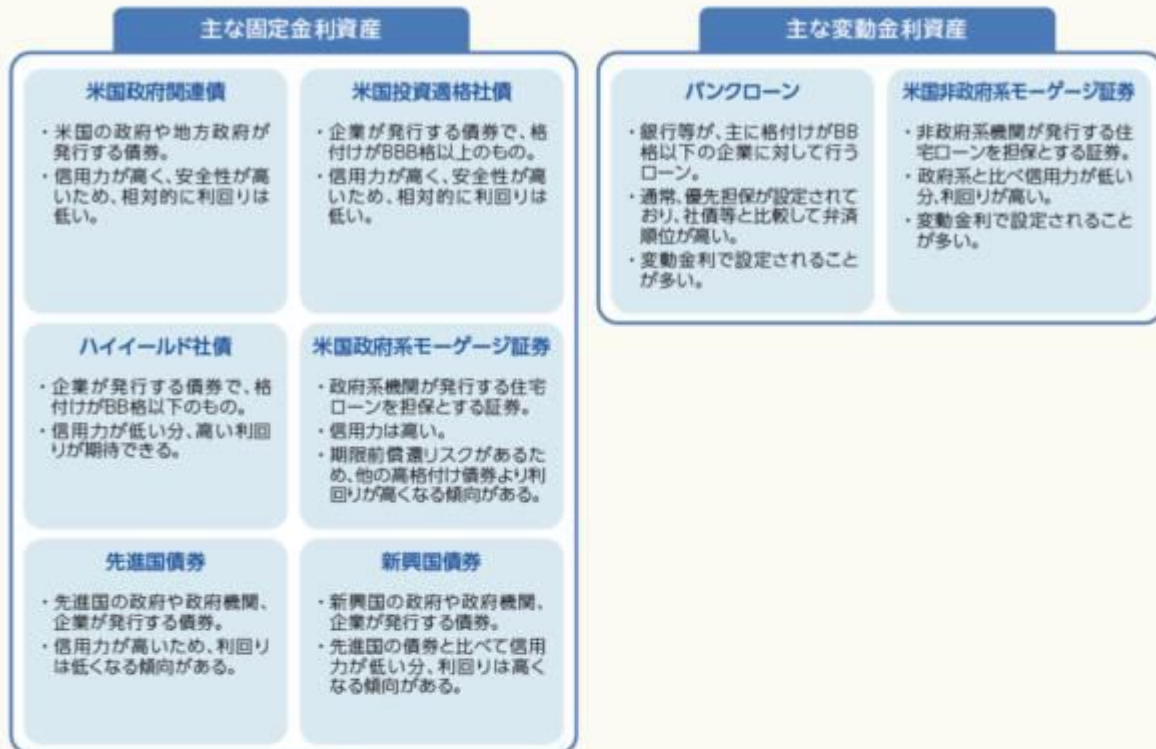 主な固定金利資産
米国政府関連債
・米国の政府や地方政府が
発行する債券。
・信用力が高く、安全性が高
いため、相対的に利回りは
低い。
米国投資適格社債
・企業が発行する債券で、格
付けがBBB格以上のもの。
・信用力が高く、安全性が高
いため、相対的に利回りは
低い。
ハイイールド社債
・企業が発行する債券で、格
付けがBB格以下のもの。
・信用力が低い分、高い利回
りが期待できる。
米国政府系モーゲージ証券
・政府系機関が発行する住宅
ローンを担保とする証券。
・信用力は高い。
・期限前償還リスクがあるた
め、他の高格付け債券より利
回りが高くなる傾向がある。
先進国債券
・先進国の政府や政府機関、
企業が発行する債券。
・信用力が高いため、利回り
は低くなる傾向がある。
新興国債券
・新興国の政府や政府機関、
企業が発行する債券。
・先進国の債券と比べて信用
力が低い分、利回りは高く
なる傾向がある。
主な変動金利資産
バンクローン
・銀行等が、主に格付けがBB
格以下の企業に対して行う
ローン。
・通常、優先担保が設定されて
おり、社債等と比較して弁済
順位が高い。
・変動金利で設定されること
が多い。
米国非政府系モーゲージ証券
・非政府系機関が発行する住
宅ローンを担保とする証券。
・政府系と比べ信用力が低い
分、利回りが高い。
・変動金利で設定されること
が多い。